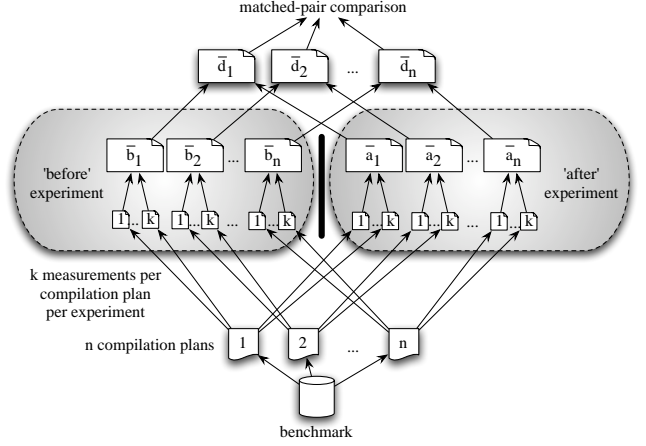 matched-pair comparison
d̄1 d̄2 ... d̄n
b̄1 b̄2 ... b̄n ā1 ā2 ... ān
'before'
experiment
'after'
experiment
1 ... k 1 ... k ... 1 ... k 1 ... k 1 ... k ... 1 ... k
k measurements per
compilation plan
per experiment
n compilation plans 1 2 ... n
benchmark